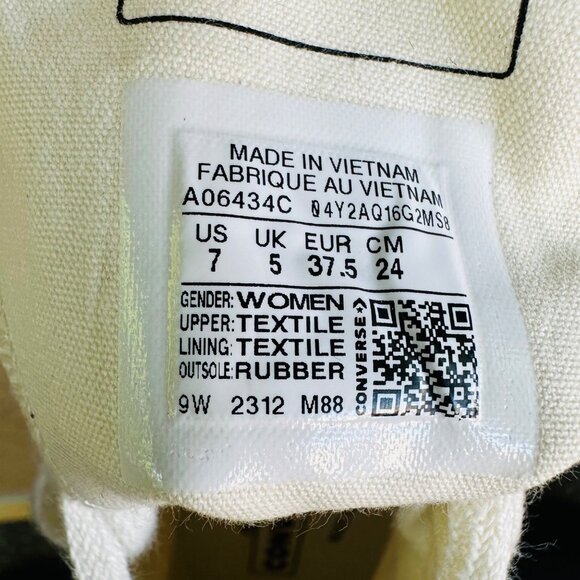 MADE IN VIETNAM
FABRIQUE AU VIETNAM
A06434C 04Y2AQ16G2MS8
US UK EUR CM
7 5 37.5 24
GENDER: WOMEN
UPPER: TEXTILE
LINING: TEXTILE
OUTSOLE: RUBBER
CONVERSE
9W 2312 M88